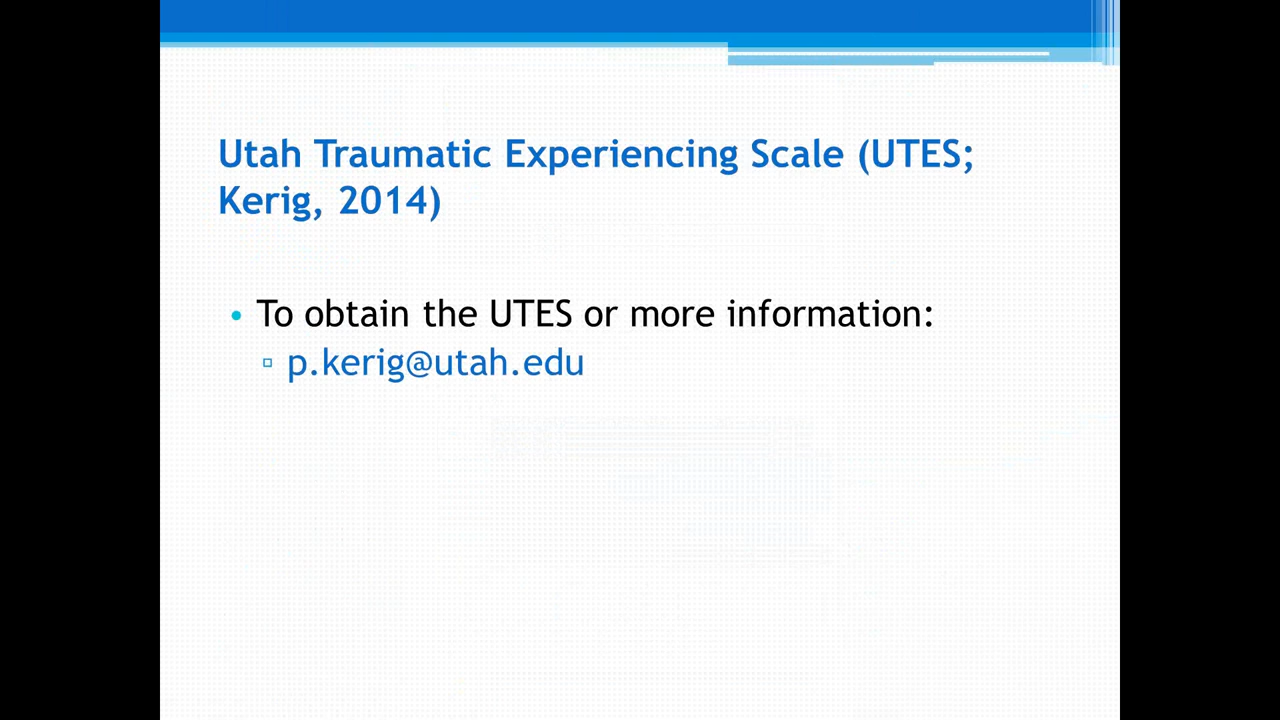 Utah Traumatic Experiencing Scale (UTES;
Kerig, 2014)
• To obtain the UTES or more information:
▫ p.kerig@utah.edu